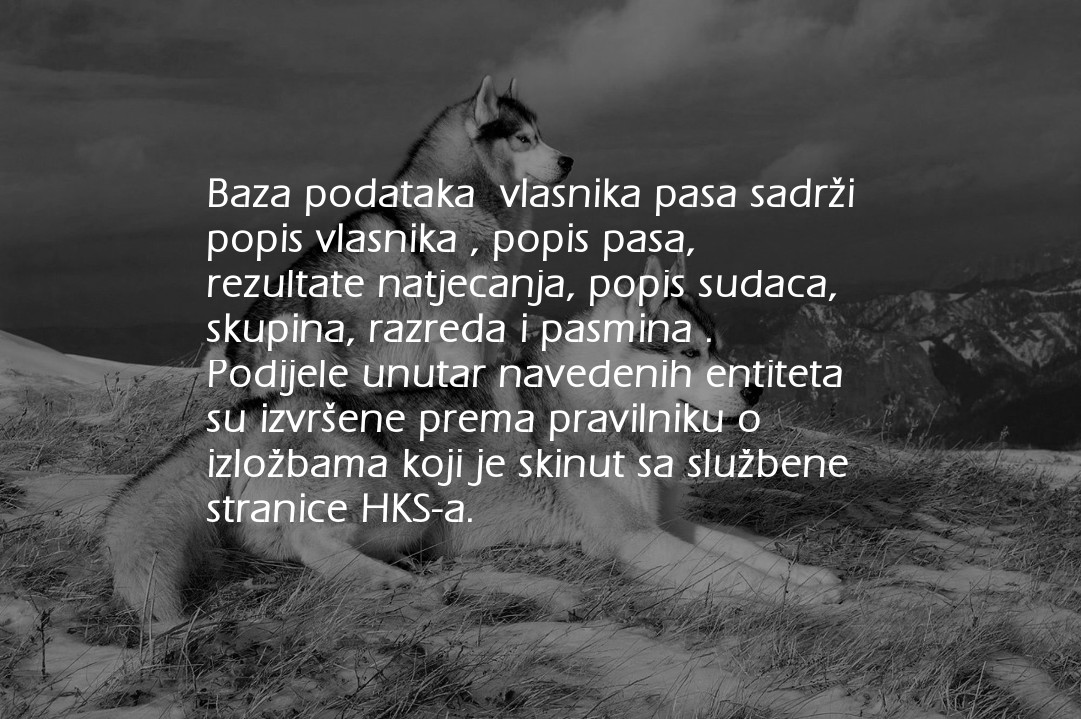 Baza podataka  vlasnika pasa sadrži
popis vlasnika , popis pasa,
rezultate natjecanja, popis sudaca,
skupina, razreda i pasmina .
Podijele unutar navedenih entiteta
su izvršene prema pravilniku o
izložbama koji je skinut sa službene
stranice HKS-a.